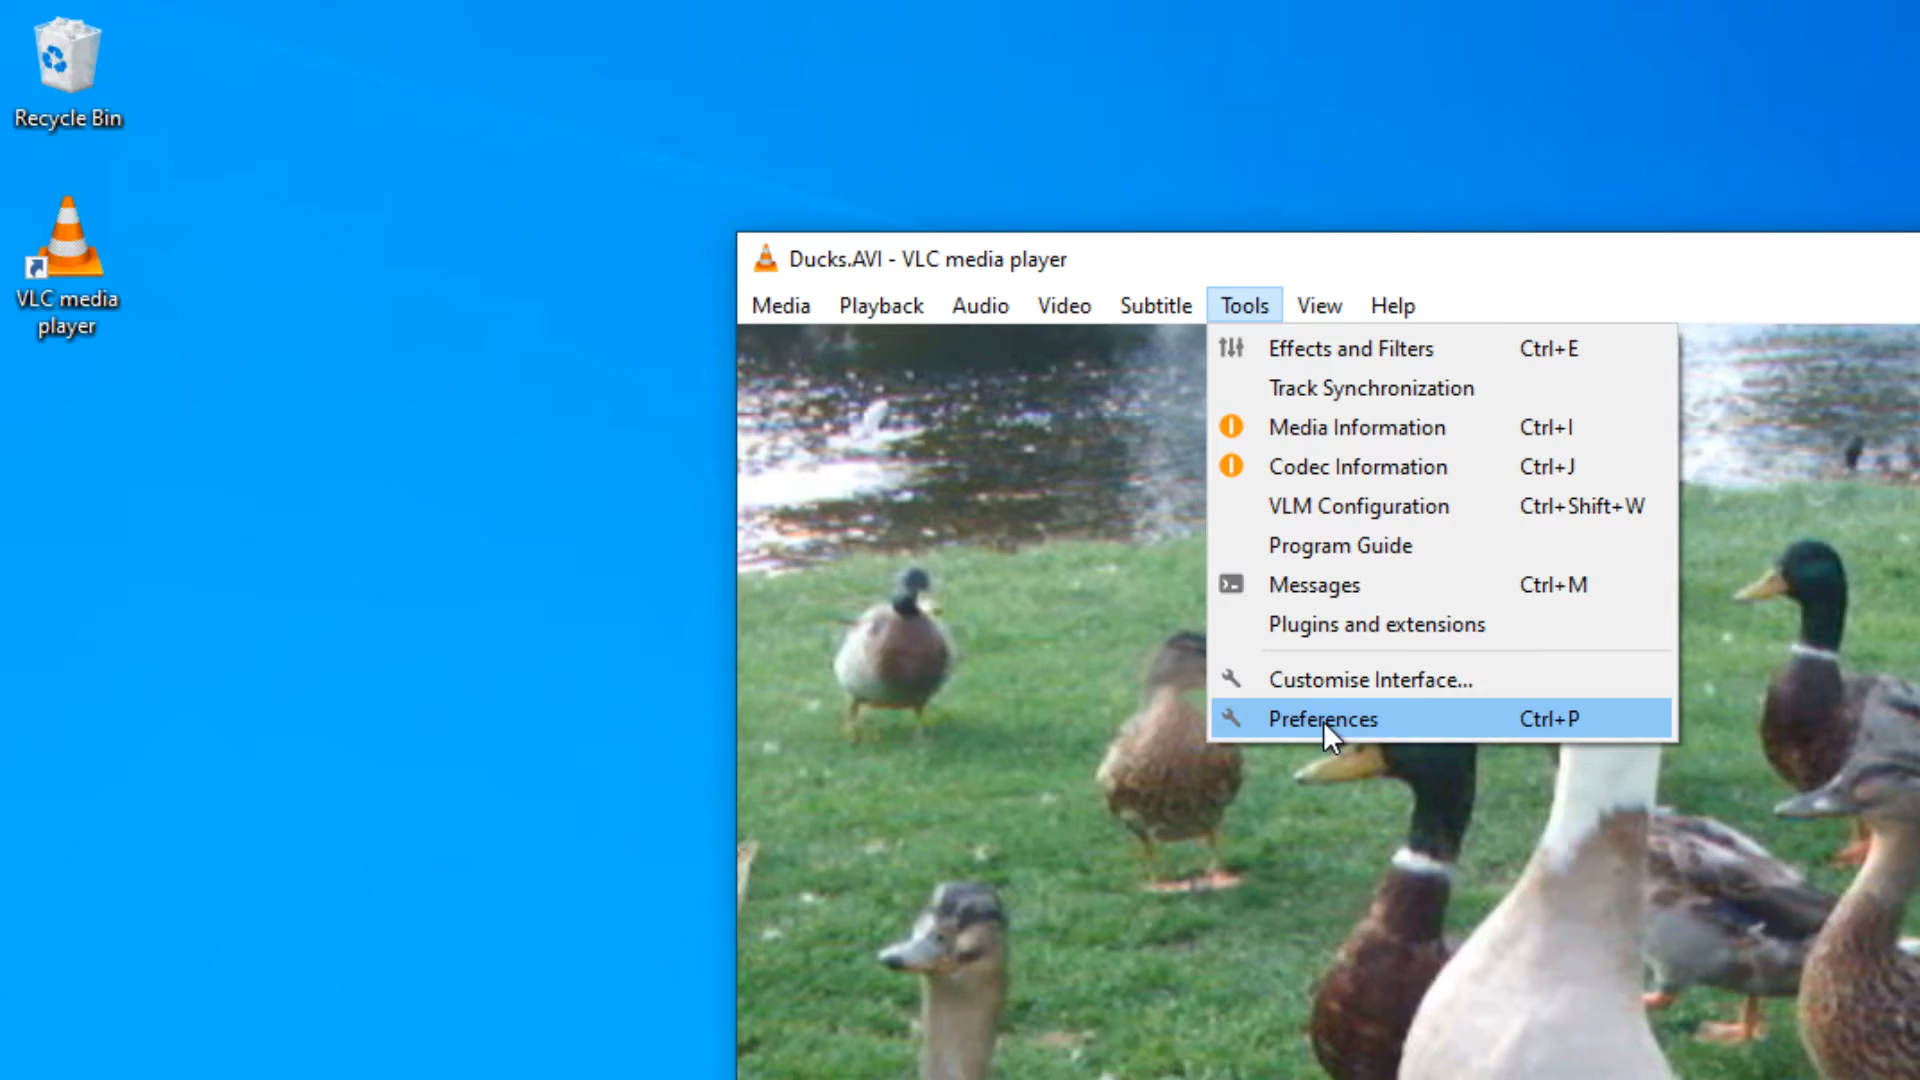 Recycle Bin
VLC media
player
Ducks.AVI - VLC media player
Media Playback Audio Video Subtitle Tools View Help
Effects and Filters Ctrl+E
Track Synchronization
Media Information Ctrl+I
Codec Information Ctrl+J
VLM Configuration Ctrl+Shift+W
Program Guide
Messages Ctrl+M
Plugins and extensions
Customise Interface...
Preferences Ctrl+P